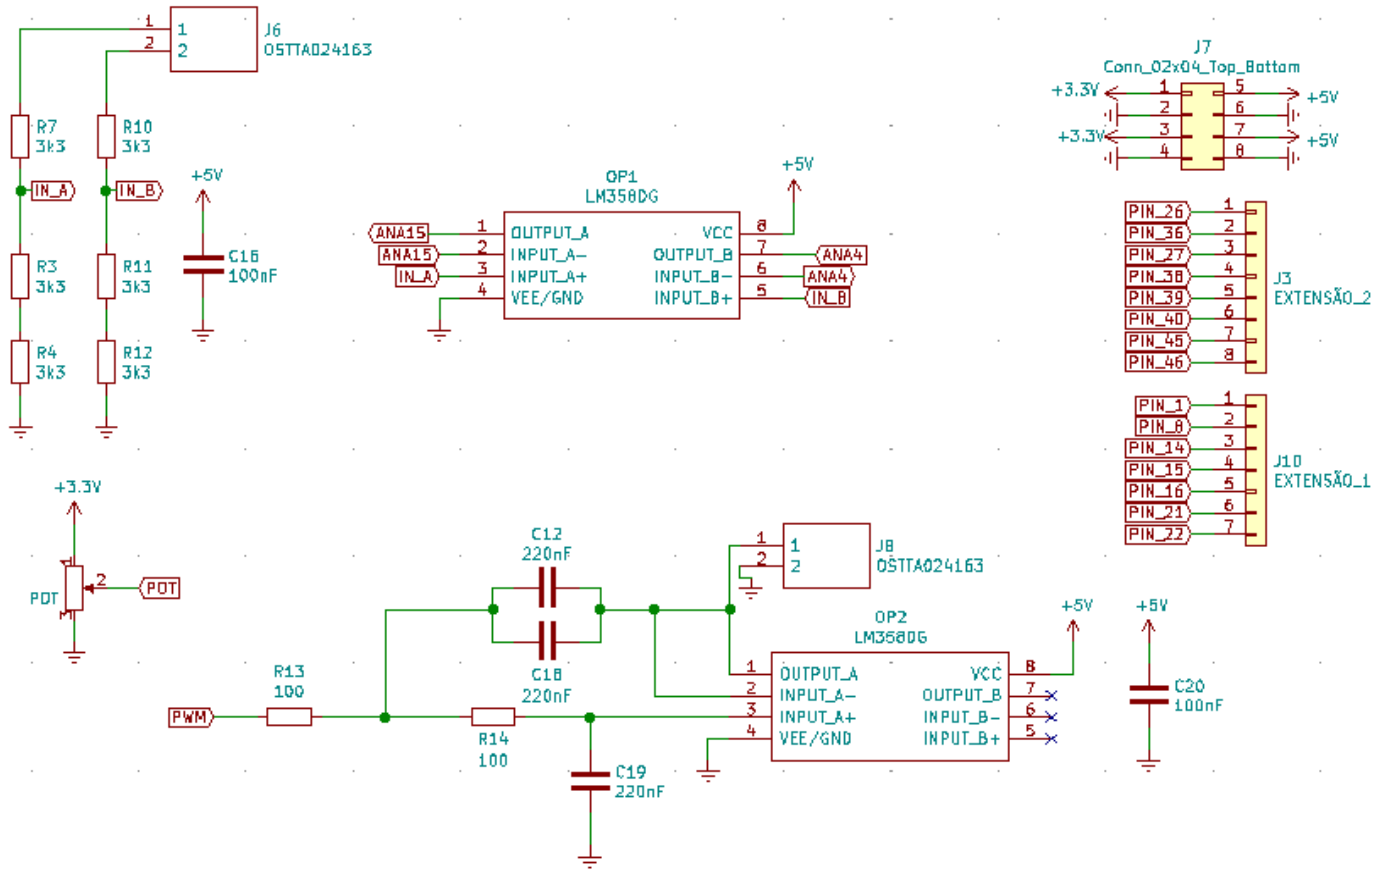 J6
OSTTA024163
1
2
1
2
R7
3k3
R10
3k3
IN_A
IN_B
R3
3k3
R11
3k3
R4
3k3
R12
3k3
+5V
C16
100nF
OP1
LM358DG
+5V
ANA15
1
OUTPUT_A
VCC
8
ANA15
2
INPUT_A-
OUTPUT_B
7
ANA4
IN_A
3
INPUT_A+
INPUT_B-
6
ANA4
4
VEE/GND
INPUT_B+
5
IN_B
J7
Conn_02x04_Top_Bottom
+3.3V
1
5
+5V
2
6
+3.3V
3
7
+5V
4
8
PIN_26
1
PIN_36
2
PIN_27
3
PIN_38
4
PIN_39
5
PIN_40
6
PIN_45
7
PIN_46
8
J3
EXTENSÃO_2
PIN_1
1
PIN_8
2
PIN_14
3
PIN_15
4
PIN_16
5
PIN_21
6
PIN_22
7
J10
EXTENSÃO_1
+3.3V
POT
2
POT
C12
220nF
C18
220nF
1
2
1
2
J8
OSTTA024163
R13
100
PWM
R14
100
C19
220nF
OP2
LM358DG
+5V
1
OUTPUT_A
VCC
8
2
INPUT_A-
OUTPUT_B
7
3
INPUT_A+
INPUT_B-
6
4
VEE/GND
INPUT_B+
5
+5V
C20
100nF